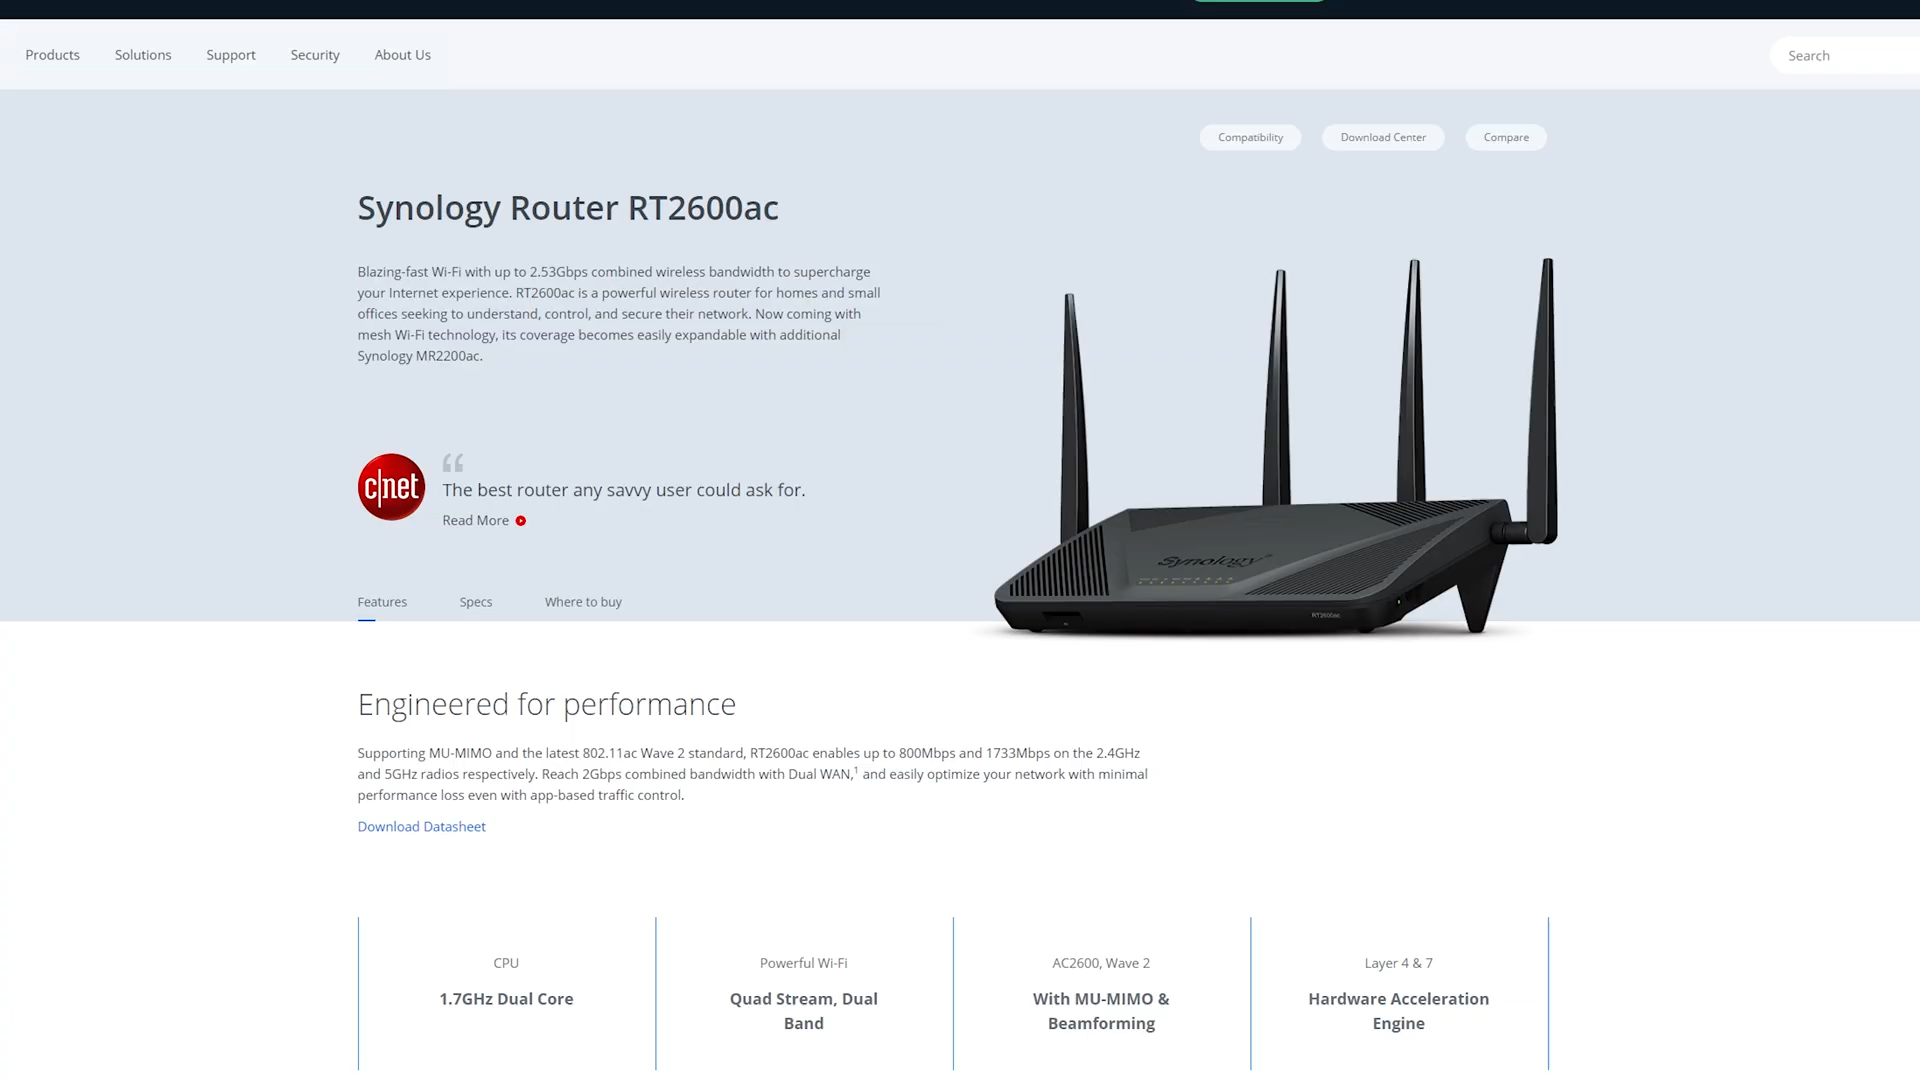 Products Solutions Support Security About Us Search
Compatibility Download Center Compare
Synology Router RT2600ac
Blazing-fast Wi-Fi with up to 2.53Gbps combined wireless bandwidth to supercharge
your Internet experience. RT2600ac is a powerful wireless router for homes and small
offices seeking to understand, control, and secure their network. Now coming with
mesh Wi-Fi technology, its coverage becomes easily expandable with additional
Synology MR2200ac.
c|net
“
The best router any savvy user could ask for.
Read More
Synology
RT2600ac
Features Specs Where to buy
Engineered for performance
Supporting MU-MIMO and the latest 802.11ac Wave 2 standard, RT2600ac enables up to 800Mbps and 1733Mbps on the 2.4GHz
and 5GHz radios respectively. Reach 2Gbps combined bandwidth with Dual WAN,¹ and easily optimize your network with minimal
performance loss even with app-based traffic control.
Download Datasheet
CPU
1.7GHz Dual Core
Powerful Wi-Fi
Quad Stream, Dual
Band
AC2600, Wave 2
With MU-MIMO &
Beamforming
Layer 4 & 7
Hardware Acceleration
Engine